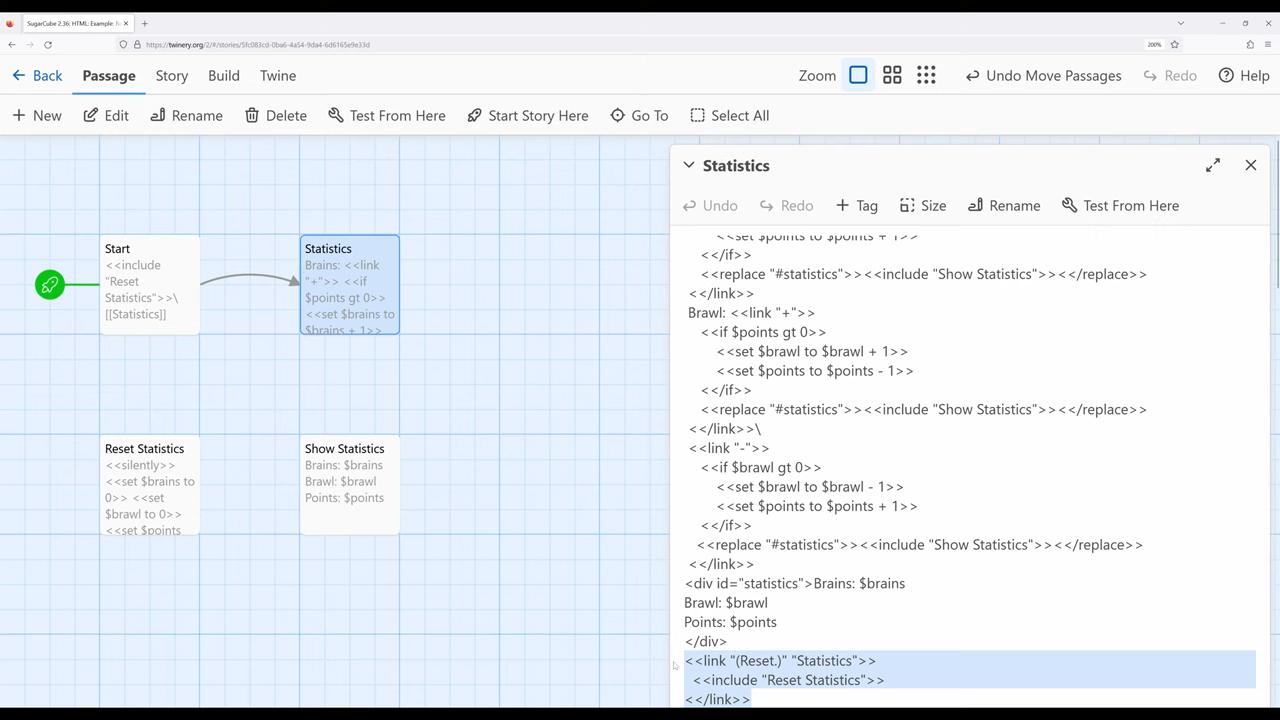 SugarCube 2.36: HTML: Example: R
https://twinery.org/2/#/stories/5fc083cd-0ba6-4a54-9da4-6d6165e9e33d
200%
Back Passage Story Build Twine Zoom Undo Move Passages Redo Help
New Edit Rename Delete Test From Here Start Story Here Go To Select All
Start
<<include
"Reset
Statistics">>\
[[Statistics]]
Statistics
Brains: <<link
"+">> <<if
$points gt 0>>
<<set $brains to
$brains + 1>>
Reset Statistics
<<silently>>
<<set $brains to
0>> <<set
$brawl to 0>>
<<set $points
Show Statistics
Brains: $brains
Brawl: $brawl
Points: $points
Statistics
Undo Redo Tag Size Rename Test From Here
<<set $points to $points + 1>>
<</if>>
<<replace "#statistics">><<include "Show Statistics">><</replace>>
<</link>>
Brawl: <<link "+">>
<<if $points gt 0>>
<<set $brawl to $brawl + 1>>
<<set $points to $points - 1>>
<</if>>
<<replace "#statistics">><<include "Show Statistics">><</replace>>
<</link>>\
<<link "-">>
<<if $brawl gt 0>>
<<set $brawl to $brawl - 1>>
<<set $points to $points + 1>>
<</if>>
<<replace "#statistics">><<include "Show Statistics">><</replace>>
<</link>>
<div id="statistics">Brains: $brains
Brawl: $brawl
Points: $points
</div>
<<link "(Reset.)" "Statistics">>
<<include "Reset Statistics">>
<</link>>